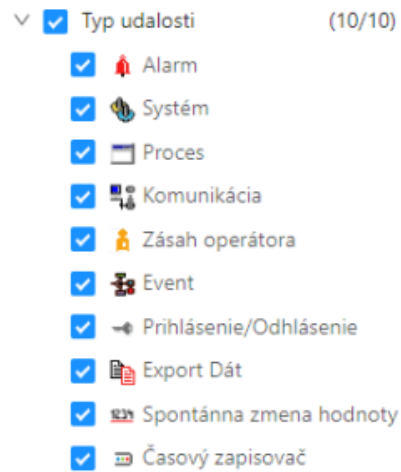 Typ udalosti (10/10)
Alarm
Systém
Proces
Komunikácia
Zásah operátora
Event
Prihlásenie/Odhlásenie
Export Dát
Spontánna zmena hodnoty
Časový zapisovač